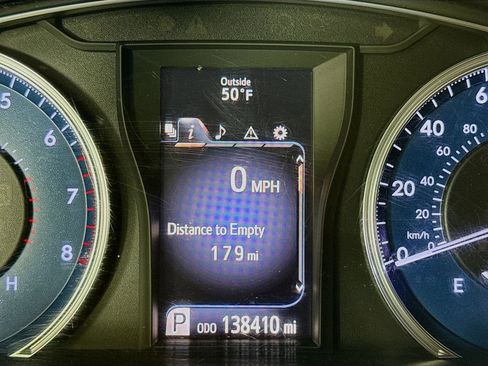 Outside
50°F
i
0 MPH
Distance to Empty
179 mi
P ODO 138410 mi
5
6
7
8
H
40
20
0
80
60
40
20
km/h
0
E